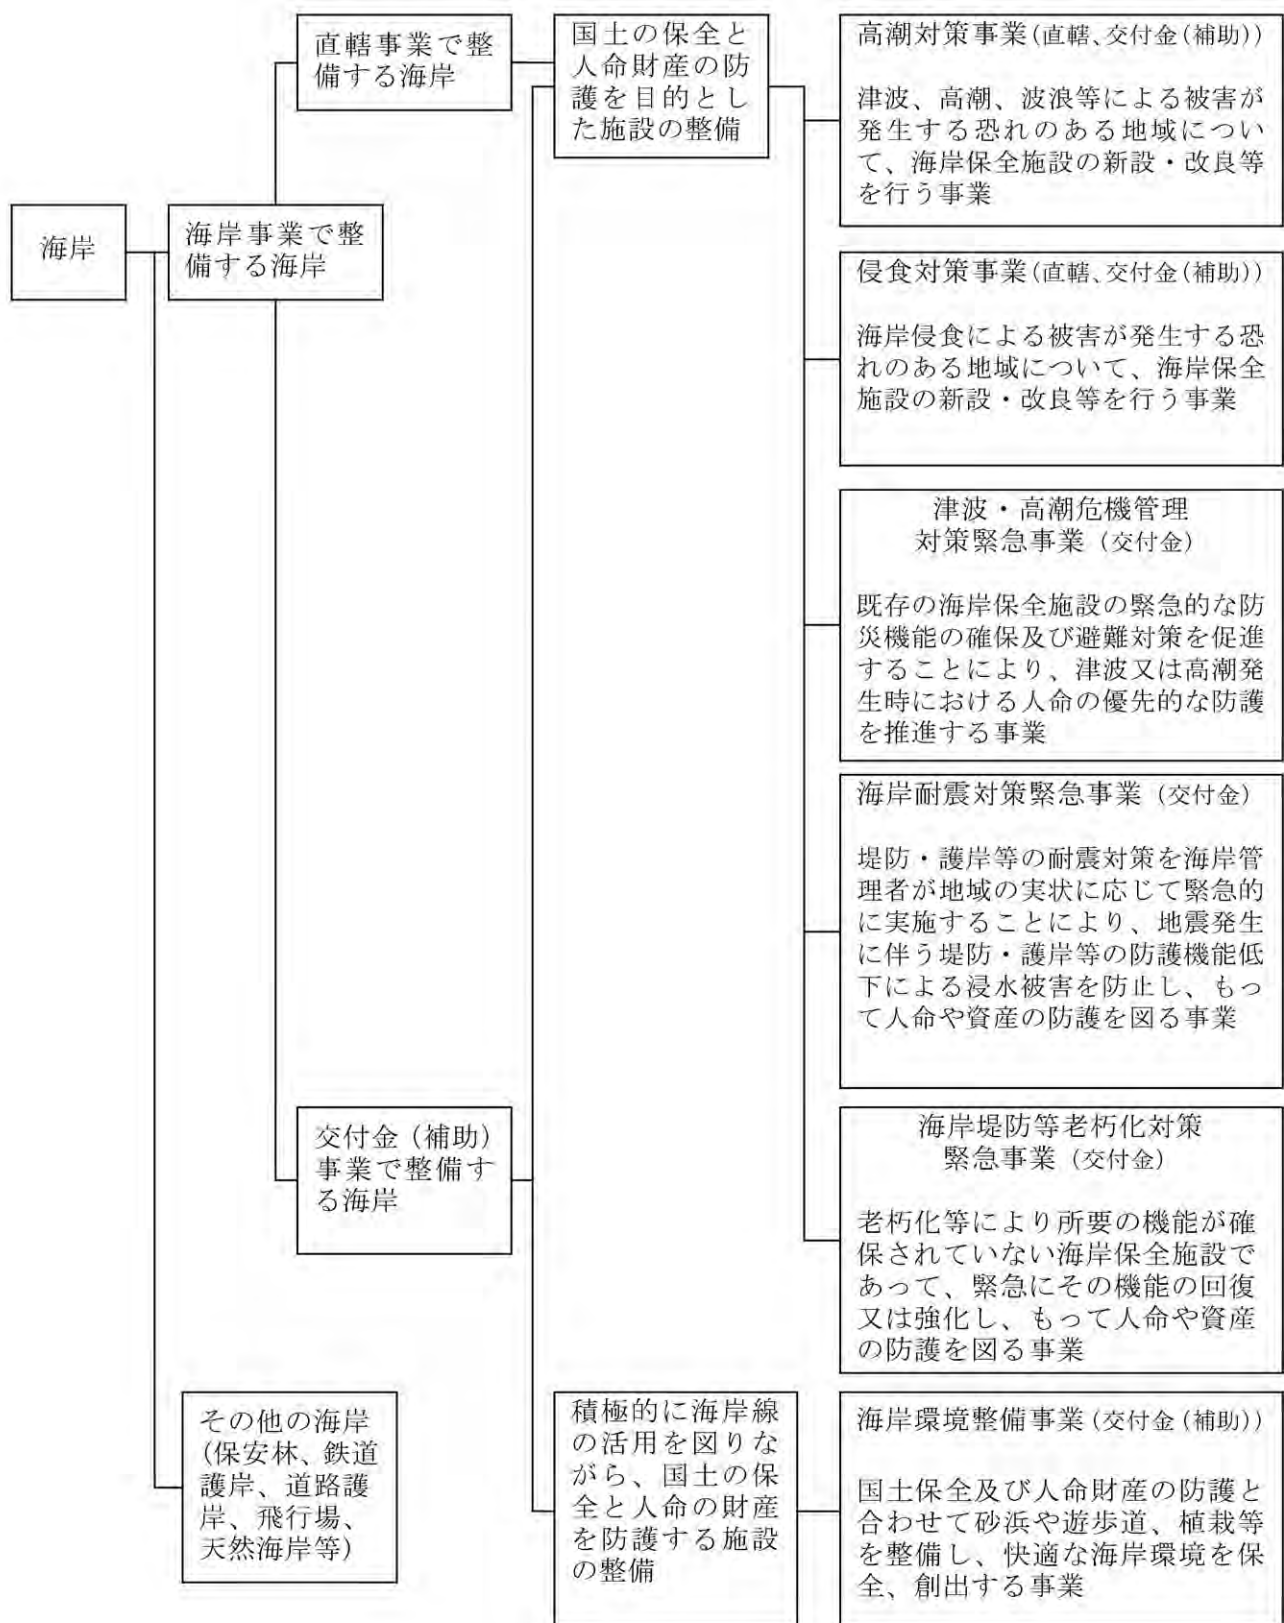 海岸
海岸事業で整
備する海岸
直轄事業で整
備する海岸
国土の保全と
人命財産の防
護を目的とし
た施設の整備
高潮対策事業(直轄、交付金(補助))
津波、高潮、波浪等による被害が
発生する恐れのある地域につい
て、海岸保全施設の新設・改良等
を行う事業
侵食対策事業(直轄、交付金(補助))
海岸侵食による被害が発生する恐
れのある地域について、海岸保全
施設の新設・改良等を行う事業
津波・高潮危機管理
対策緊急事業(交付金)
既存の海岸保全施設の緊急的な防
災機能の確保及び避難対策を促進
することにより、津波又は高潮発
生時における人命の優先的な防護
を推進する事業
海岸耐震対策緊急事業(交付金)
堤防・護岸等の耐震対策を海岸管
理者が地域の実状に応じて緊急的
に実施することにより、地震発生
に伴う堤防・護岸等の防護機能低
下による浸水被害を防止し、もっ
て人命や資産の防護を図る事業
交付金(補助)
事業で整備す
る海岸
海岸堤防等老朽化対策
緊急事業(交付金)
老朽化等により所要の機能が確
保されていない海岸保全施設で
あって、緊急にその機能の回復
又は強化し、もって人命や資産
の防護を図る事業
その他の海岸
(保安林、鉄道
護岸、道路護
岸、飛行場、
天然海岸等)
積極的に海岸線
の活用を図りな
がら、国土の保
全と人命の財産
を防護する施設
の整備
海岸環境整備事業(交付金(補助))
国土保全及び人命財産の防護と
合わせて砂浜や遊歩道、植栽等
を整備し、快適な海岸環境を保
全、創出する事業